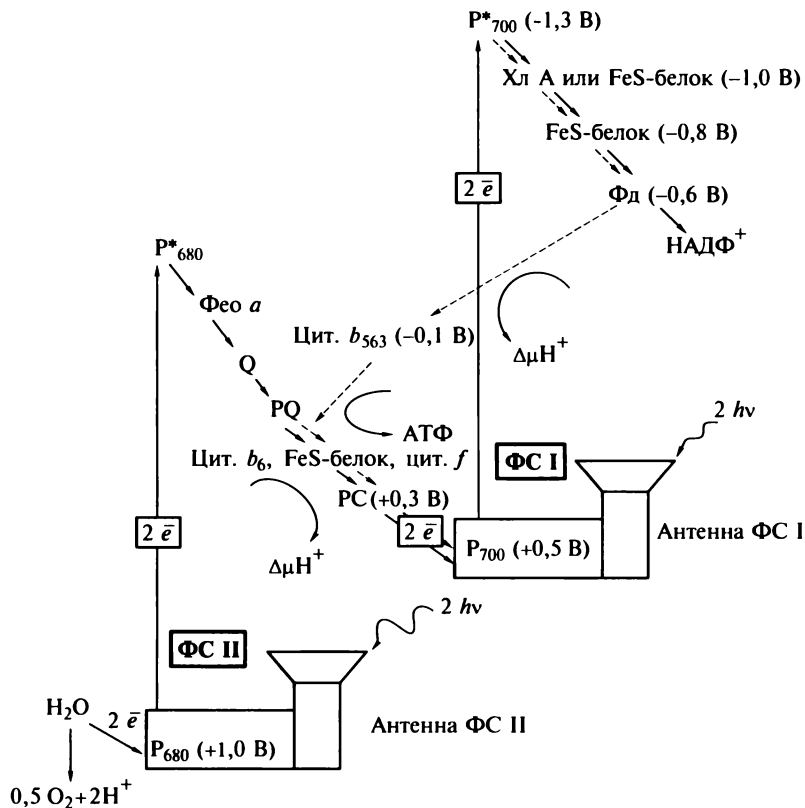 P*700 (-1,3 В)
Хл А или FeS-белок (−1,0 В)
FeS-белок (−0,8 В)
2 ē
Фд (−0,6 В)
НАДФ+
P*680
Фео a
Цит. b563 (−0,1 В)
ΔμH+
Q
PQ
АТФ
2 hν
Цит. b6, FeS-белок, цит. f
ФС I
PC (+0,3 В)
2 ē
2 ē
P700 (+0,5 В)
Антенна ФС I
ΔμH+
2 hν
ФС II
H2O
2 ē
Антенна ФС II
P680 (+1,0 В)
0,5 O2+2H+